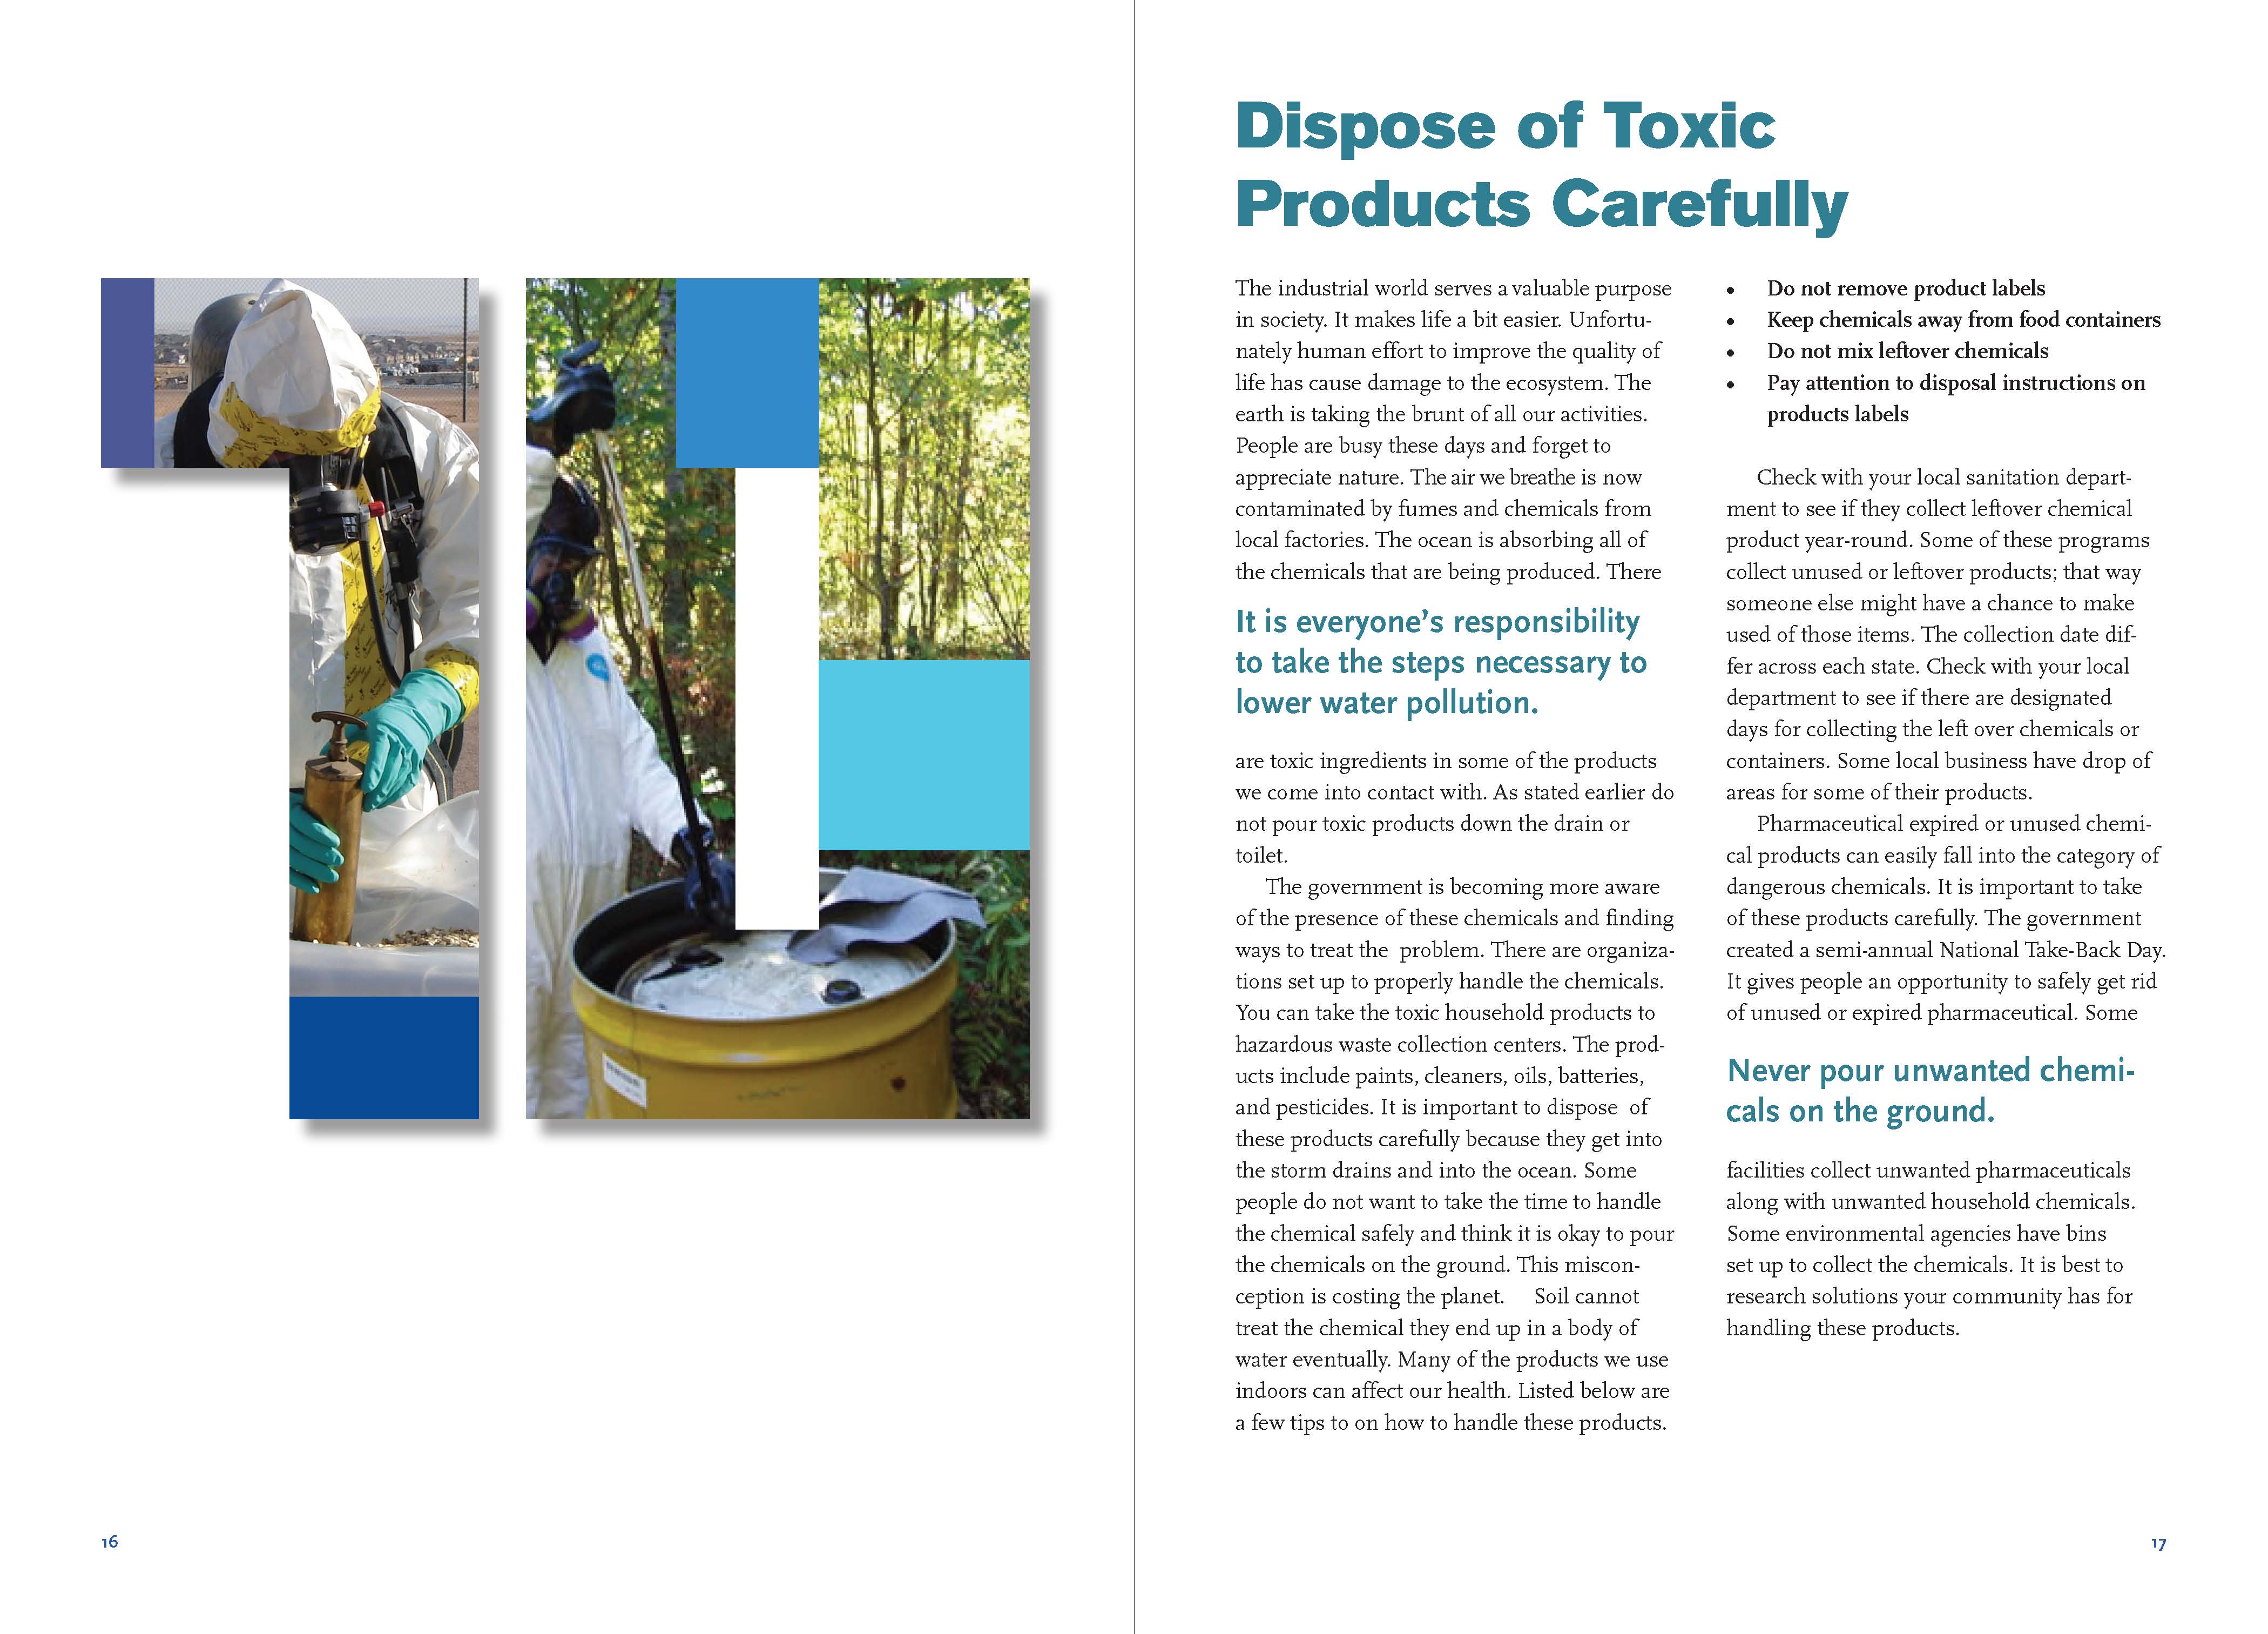 10
16
Dispose of Toxic
Products Carefully
The industrial world serves a valuable purpose
in society. It makes life a bit easier. Unfortu-
nately human effort to improve the quality of
life has cause damage to the ecosystem. The
earth is taking the brunt of all our activities.
People are busy these days and forget to
appreciate nature. The air we breathe is now
contaminated by fumes and chemicals from
local factories. The ocean is absorbing all of
the chemicals that are being produced. There
It is everyone’s responsibility
to take the steps necessary to
lower water pollution.
are toxic ingredients in some of the products
we come into contact with. As stated earlier do
not pour toxic products down the drain or
toilet.
The government is becoming more aware
of the presence of these chemicals and finding
ways to treat the  problem. There are organiza-
tions set up to properly handle the chemicals.
You can take the toxic household products to
hazardous waste collection centers. The prod-
ucts include paints, cleaners, oils, batteries,
and pesticides. It is important to dispose  of
these products carefully because they get into
the storm drains and into the ocean. Some
people do not want to take the time to handle
the chemical safely and think it is okay to pour
the chemicals on the ground. This miscon-
ception is costing the planet.     Soil cannot
treat the chemical they end up in a body of
water eventually. Many of the products we use
indoors can affect our health. Listed below are
a few tips to on how to handle these products.
• Do not remove product labels
• Keep chemicals away from food containers
• Do not mix leftover chemicals
• Pay attention to disposal instructions on
products labels
Check with your local sanitation depart-
ment to see if they collect leftover chemical
product year-round. Some of these programs
collect unused or leftover products; that way
someone else might have a chance to make
used of those items. The collection date dif-
fer across each state. Check with your local
department to see if there are designated
days for collecting the left over chemicals or
containers. Some local business have drop of
areas for some of their products.
Pharmaceutical expired or unused chemi-
cal products can easily fall into the category of
dangerous chemicals. It is important to take
of these products carefully. The government
created a semi-annual National Take-Back Day.
It gives people an opportunity to safely get rid
of unused or expired pharmaceutical. Some
Never pour unwanted chemi-
cals on the ground.
facilities collect unwanted pharmaceuticals
along with unwanted household chemicals.
Some environmental agencies have bins
set up to collect the chemicals. It is best to
research solutions your community has for
handling these products.
17